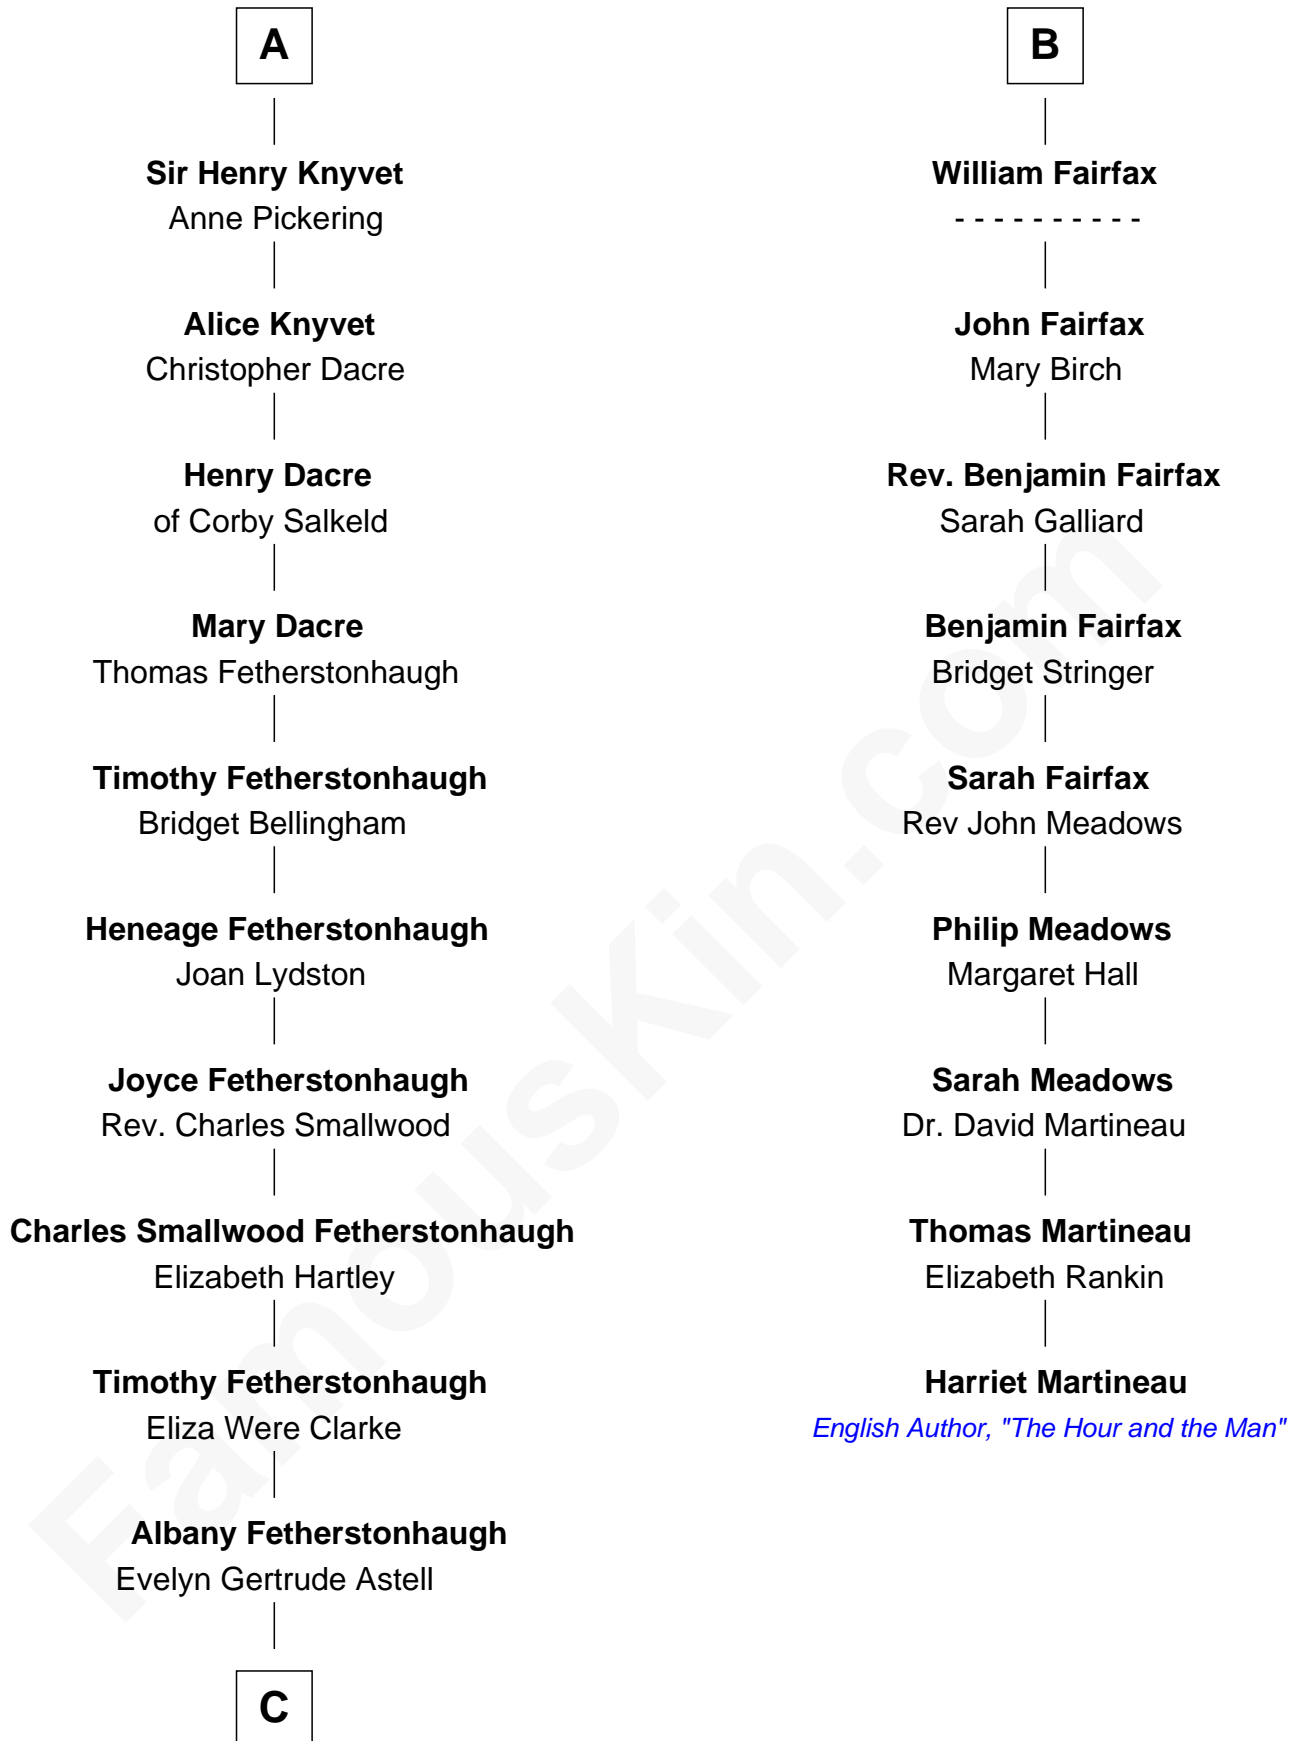 A
Sir Henry Knyvet
Anne Pickering
Alice Knyvet
Christopher Dacre
Henry Dacre
of Corby Salkeld
Mary Dacre
Thomas Fetherstonhaugh
Timothy Fetherstonhaugh
Bridget Bellingham
Heneage Fetherstonhaugh
Joan Lydston
Joyce Fetherstonhaugh
Rev. Charles Smallwood
Charles Smallwood Fetherstonhaugh
Elizabeth Hartley
Timothy Fetherstonhaugh
Eliza Were Clarke
Albany Fetherstonhaugh
Evelyn Gertrude Astell
C
B
William Fairfax
- - - - - - - - - -
John Fairfax
Mary Birch
Rev. Benjamin Fairfax
Sarah Galliard
Benjamin Fairfax
Bridget Stringer
Sarah Fairfax
Rev John Meadows
Philip Meadows
Margaret Hall
Sarah Meadows
Dr. David Martineau
Thomas Martineau
Elizabeth Rankin
Harriet Martineau
English Author, "The Hour and the Man"
FamousKin.com